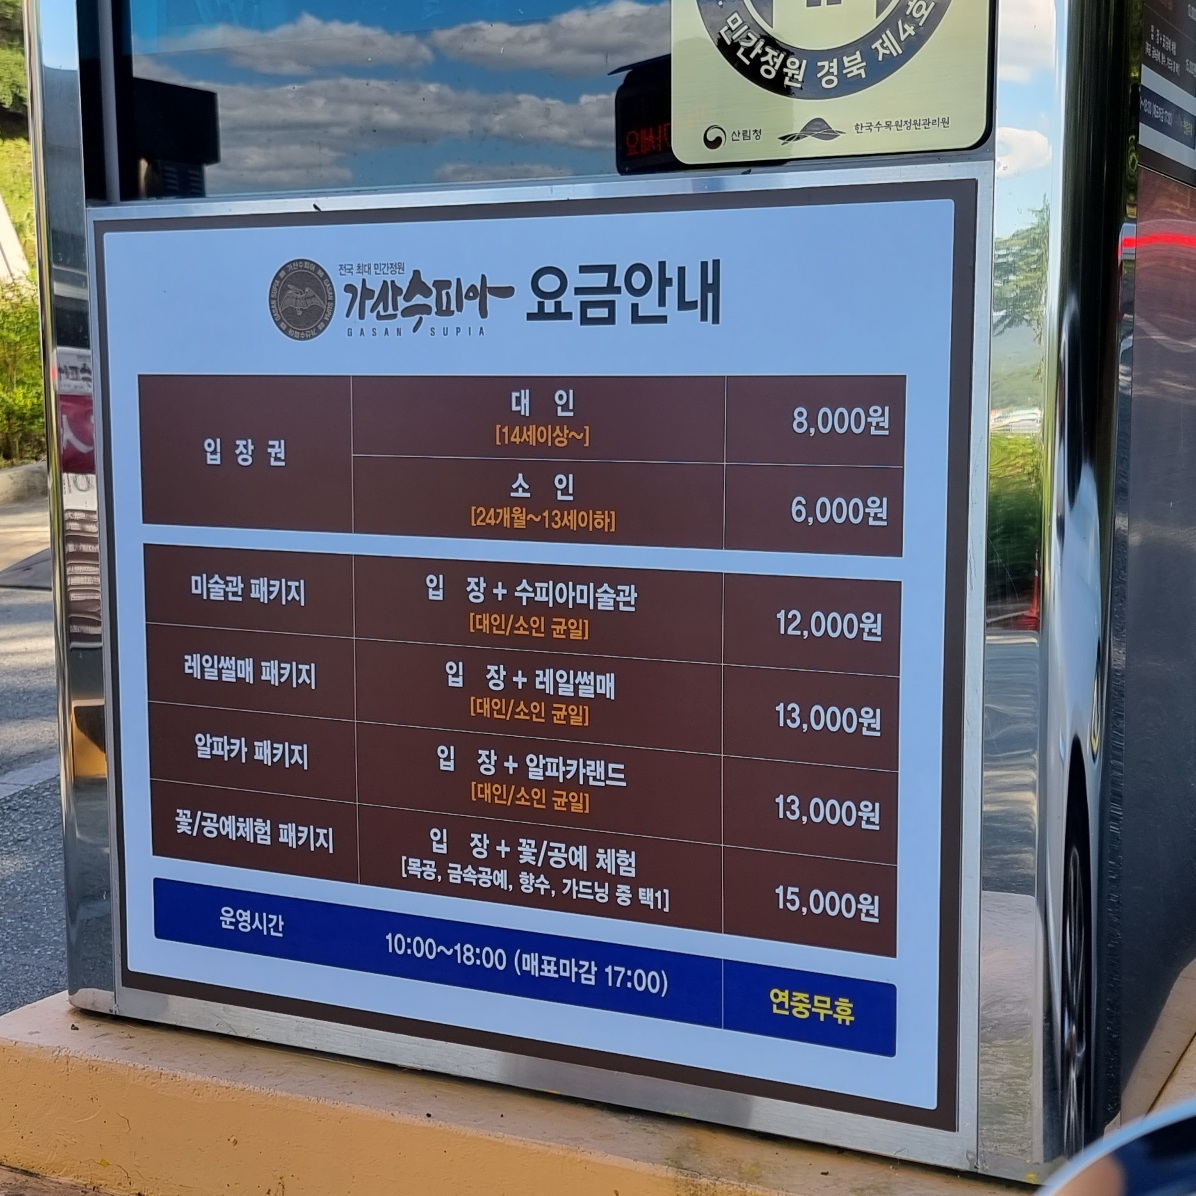 민간정원 경북 제4호
산림청
한국수목원정원관리원
전국 최대 민간정원
가산수피아 요금안내
GASAN SUPIA
입 장 권
대 인
[14세이상~]
8,000원
소 인
[24개월~13세이하]
6,000원
미술관 패키지
입 장 + 수피아미술관
[대인/소인 균일]
12,000원
레일썰매 패키지
입 장 + 레일썰매
[대인/소인 균일]
13,000원
알파카 패키지
입 장 + 알파카랜드
[대인/소인 균일]
13,000원
꽃/공예체험 패키지
입 장 + 꽃/공예 체험
[목공, 금속공예, 향수, 가드닝 중 택1]
15,000원
운영시간
10:00~18:00 (매표마감 17:00)
연중무휴